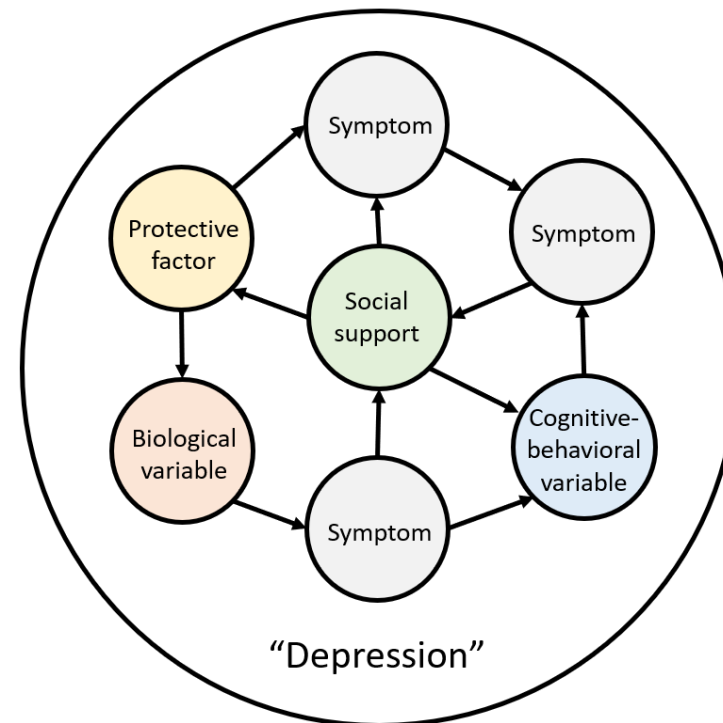 Symptom
Protective
factor
Symptom
Social
support
Biological
variable
Cognitive-
behavioral
variable
Symptom
“Depression”